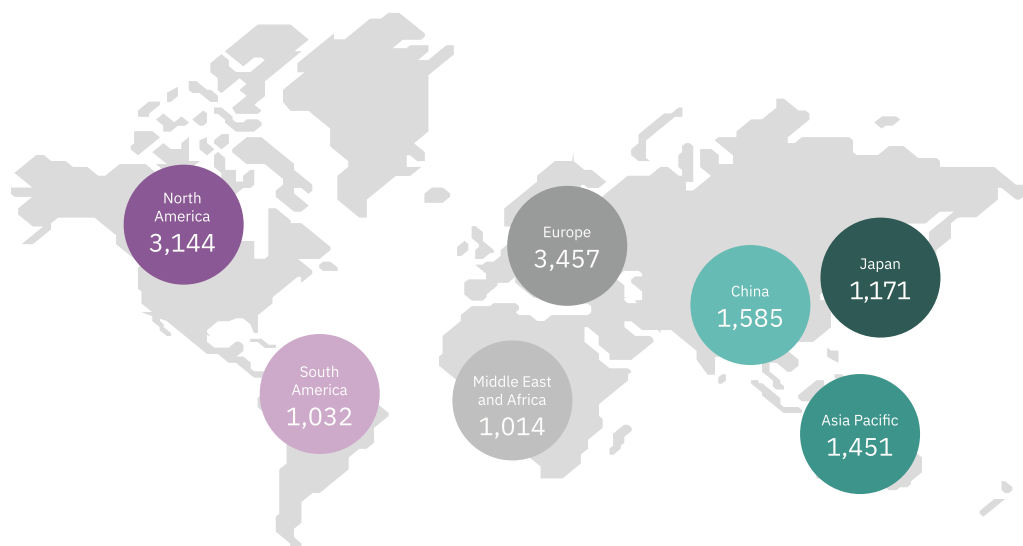 North
America
3,144
Europe
3,457
China
1,585
Japan
1,171
South
America
1,032
Middle East
and Africa
1,014
Asia Pacific
1,451